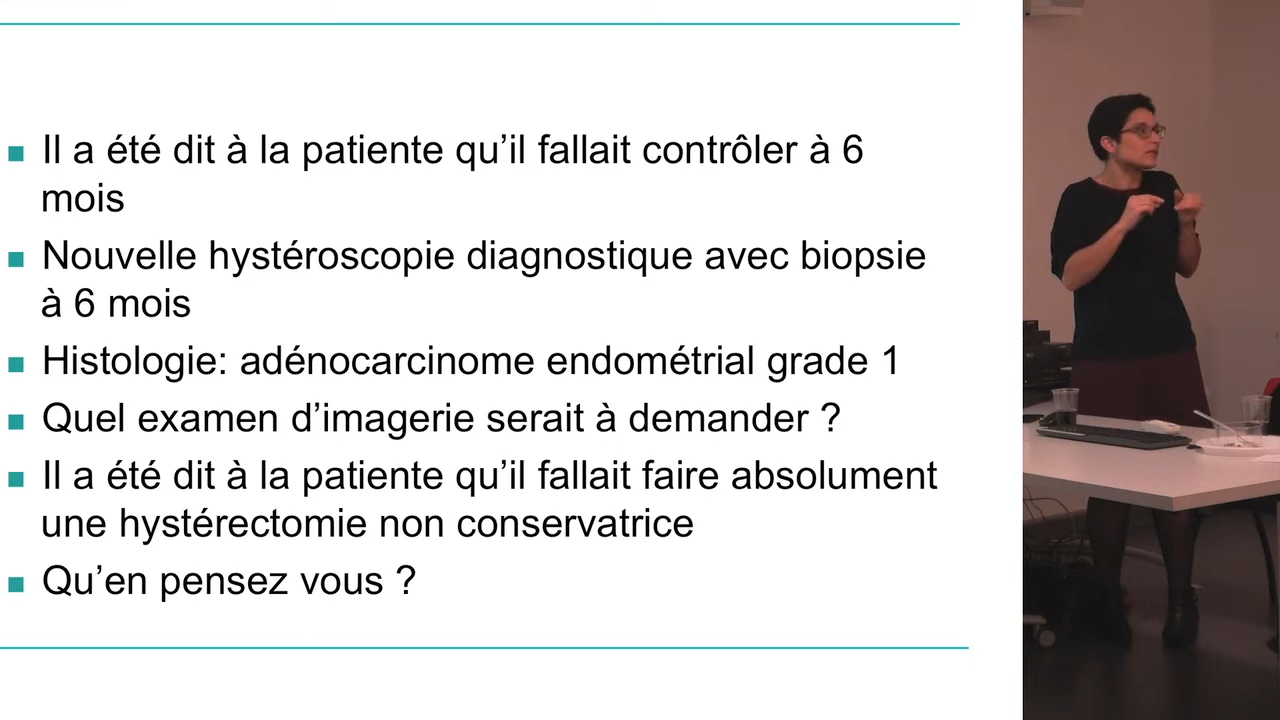 Il a été dit à la patiente qu’il fallait contrôler à 6
mois
Nouvelle hystéroscopie diagnostique avec biopsie
à 6 mois
Histologie: adénocarcinome endométrial grade 1
Quel examen d’imagerie serait à demander ?
Il a été dit à la patiente qu’il fallait faire absolument
une hystérectomie non conservatrice
Qu’en pensez vous ?